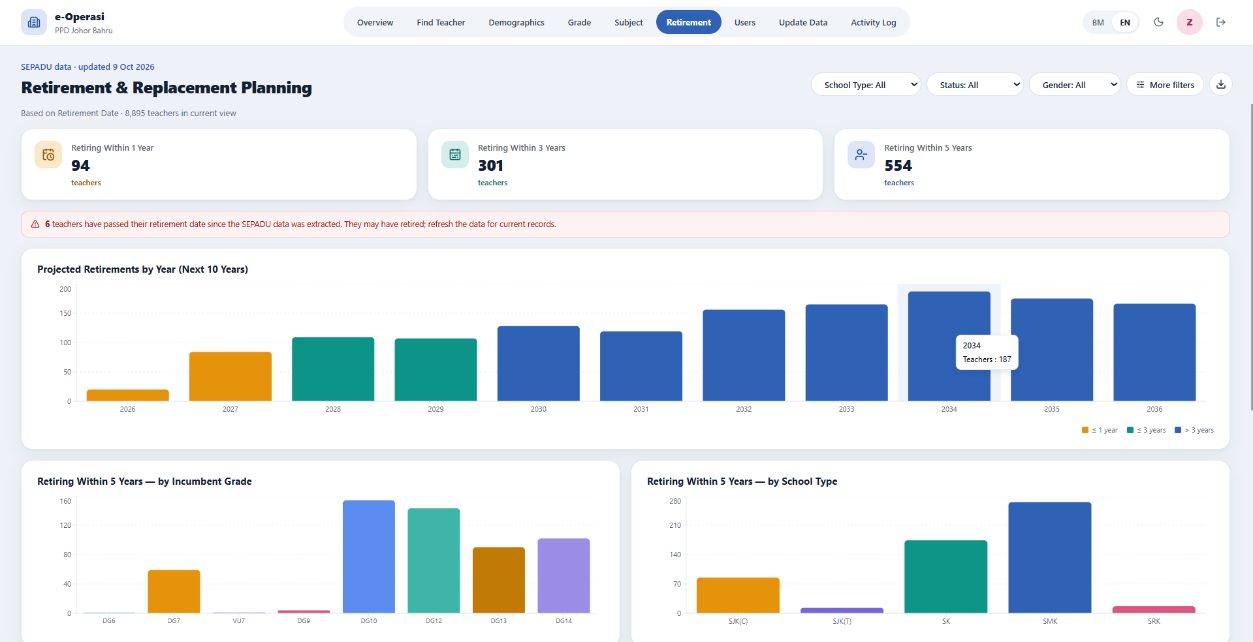 e-Operasi
PPD Johor Bahru
Overview Find Teacher Demographics Grade Subject Retirement Users Update Data Activity Log
BM EN
Z
SEPADU data · updated 9 Oct 2026
Retirement & Replacement Planning
School Type: All Status: All Gender: All More filters
Based on Retirement Date · 8,895 teachers in current view
Retiring Within 1 Year
94
teachers
Retiring Within 3 Years
301
teachers
Retiring Within 5 Years
554
teachers
6 teachers have passed their retirement date since the SEPADU data was extracted. They may have retired; refresh the data for current records.
Projected Retirements by Year (Next 10 Years)
200
150
100
50
0
2026 2027 2028 2029 2030 2031 2032 2033 2034 2035 2036
2034
Teachers : 187
≤ 1 year ≤ 3 years > 3 years
Retiring Within 5 Years — by Incumbent Grade
160
120
80
40
0
DG6 DG7 VU7 DG9 DG10 DG12 DG13 DG14
Retiring Within 5 Years — by School Type
280
210
140
70
0
SJK(C) SJK(T) SK SMK SRK